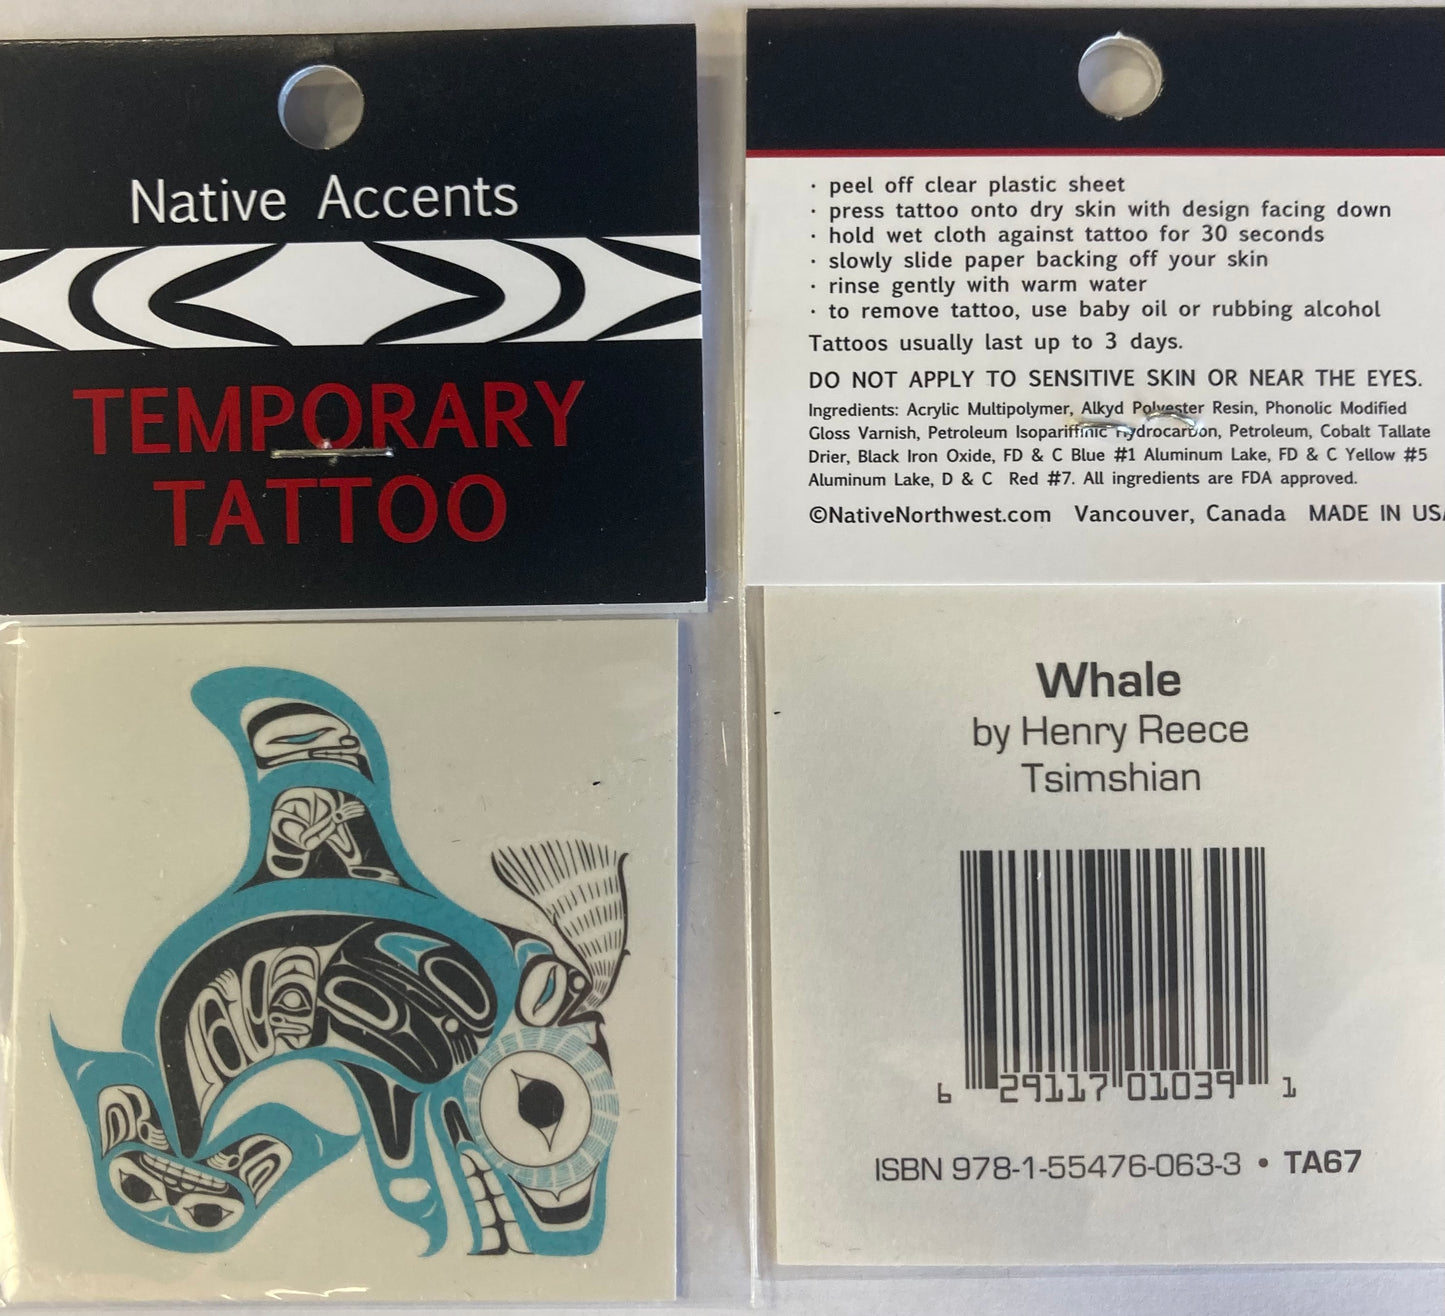 Native Accents
TEMPORARY
TATTOO
· peel off clear plastic sheet
· press tattoo onto dry skin with design facing down
· hold wet cloth against tattoo for 30 seconds
· slowly slide paper backing off your skin
· rinse gently with warm water
· to remove tattoo, use baby oil or rubbing alcohol
Tattoos usually last up to 3 days.
DO NOT APPLY TO SENSITIVE SKIN OR NEAR THE EYES.
Ingredients: Acrylic Multipolymer, Alkyd Polyester Resin, Phonolic Modified
Gloss Varnish, Petroleum Isopariffinic Hydrocarbon, Petroleum, Cobalt Tallate
Drier, Black Iron Oxide, FD & C Blue #1 Aluminum Lake, FD & C Yellow #5
Aluminum Lake, D & C Red #7. All ingredients are FDA approved.
©NativeNorthwest.com Vancouver, Canada MADE IN USA
Whale
by Henry Reece
Tsimshian
6 29117 01039 1
ISBN 978-1-55476-063-3 • TA67